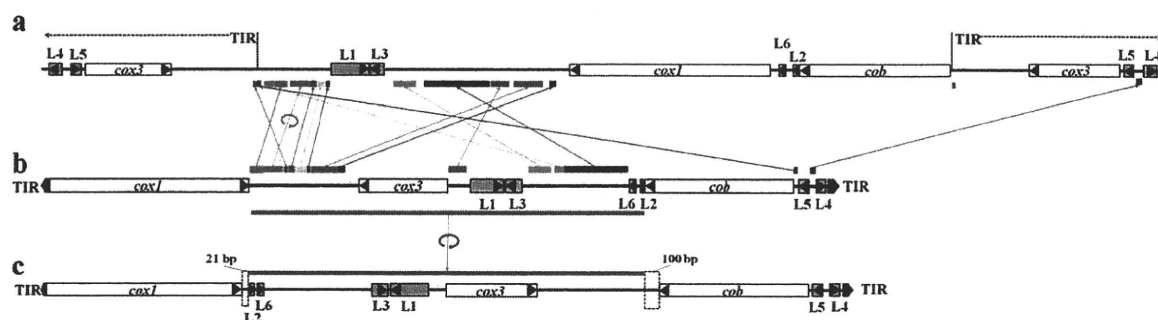 a
TIR TIR
L4 L5 L1 L3 L6 L2 L5 L4
cox3 cox1 cob cox3
b
TIR cox1 cox3 cob TIR
L1 L3 L6 L2 L5 L4
21 bp 100 bp
c
TIR cox1 cox3 cob TIR
L2 L6 L3 L1 L5 L4